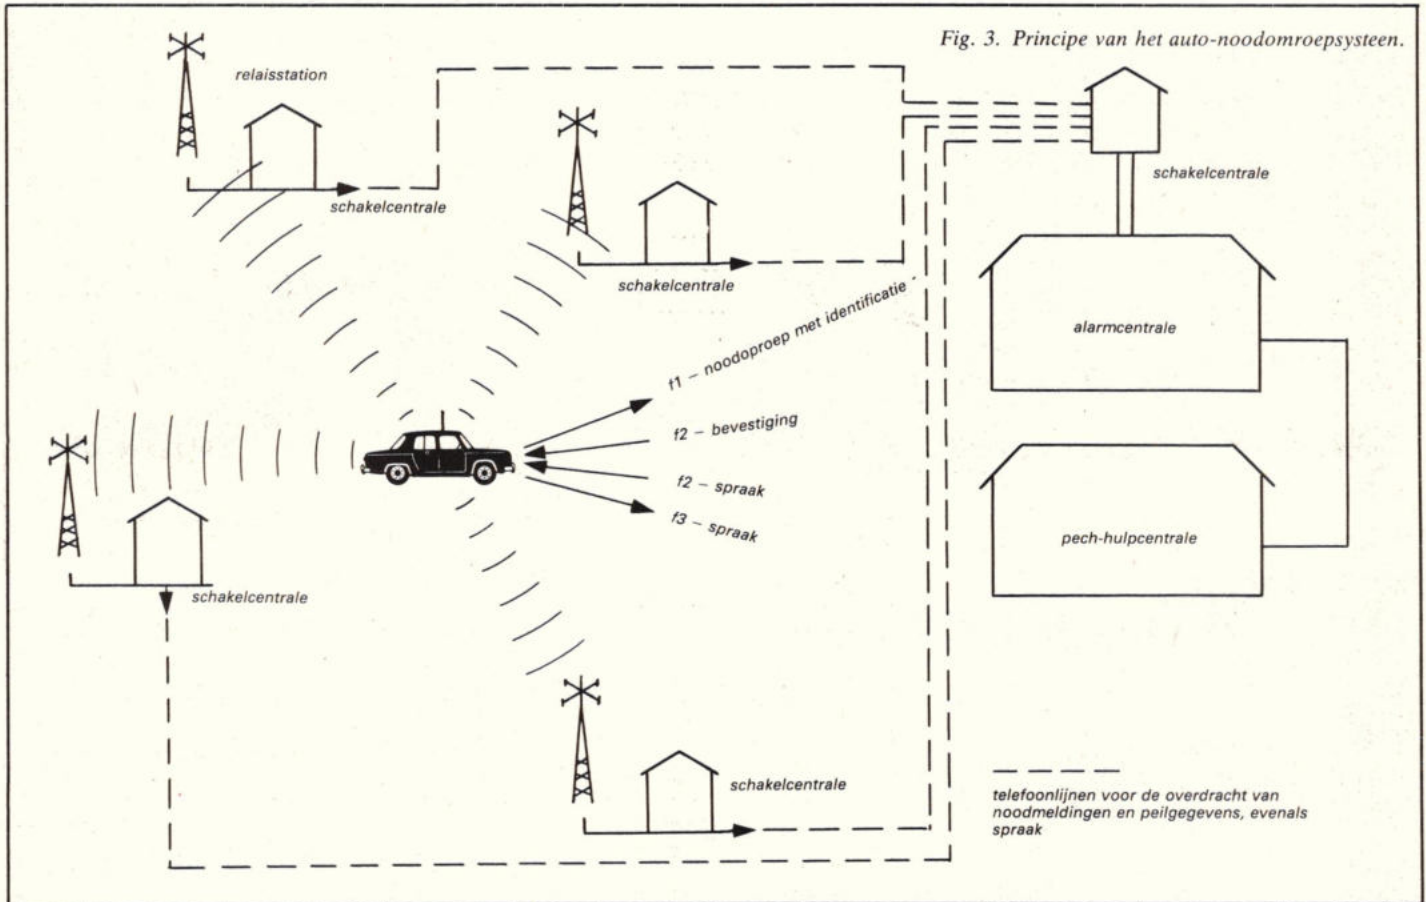 Fig. 3. Principe van het auto-noodomroepsysteen.
relaisstation
schakelcentrale
schakelcentrale
schakelcentrale
f1 – noodoproep met identificatie
alarmcentrale
f2 – bevestiging
f2 – spraak
f3 – spraak
pech-hulpcentrale
schakelcentrale
schakelcentrale
telefoonlijnen voor de overdracht van
noodmeldingen en peilgegevens, evenals
spraak